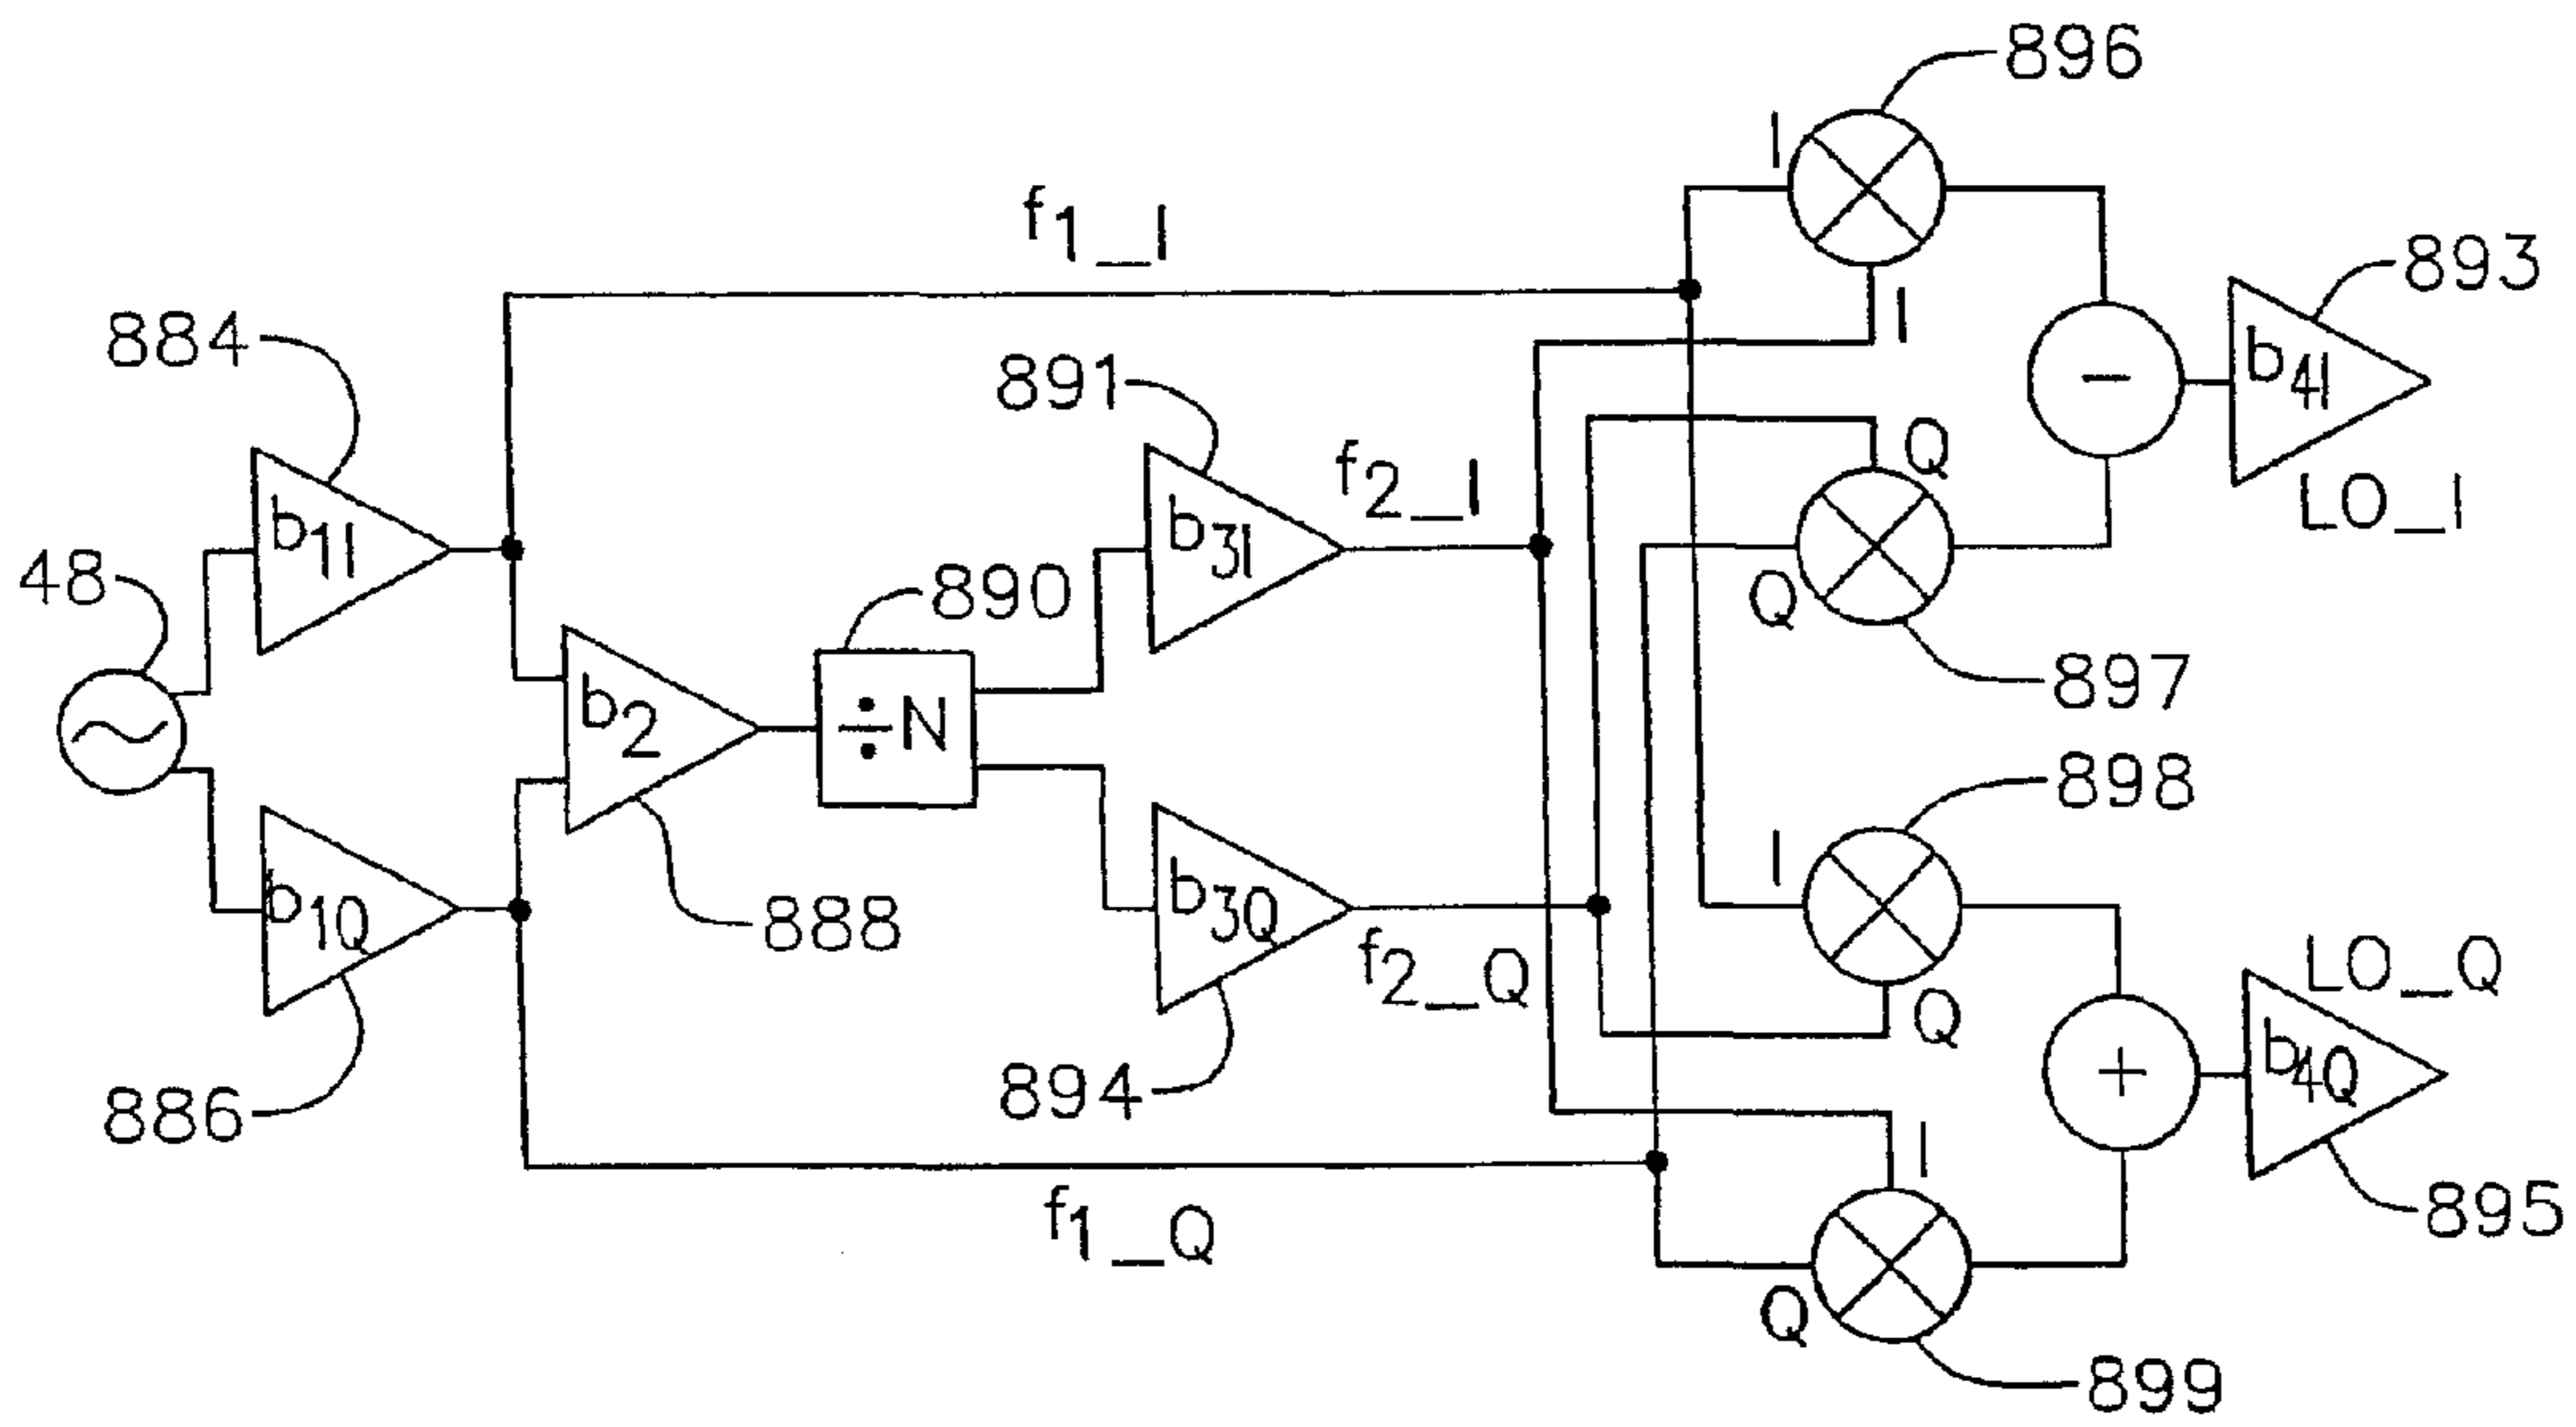 896
I
f1_I
893
884
I
b4I
891
Q
f2_I
LO_I
b1I
b3I
48
890
Q
897
b2
÷N
898
I
b1Q
b3Q
888
LO_Q
f2_Q
Q
b4Q
894
886
I
f1_Q
895
Q
899
−
+